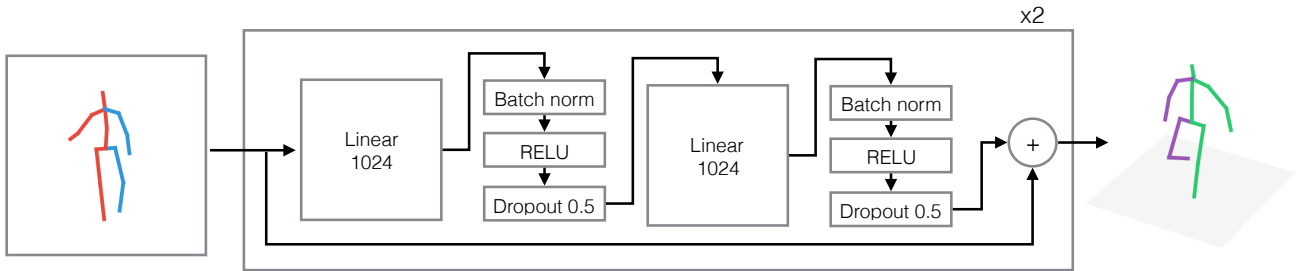 x2
Linear
1024
Batch norm
RELU
Dropout 0.5
Linear
1024
Batch norm
RELU
Dropout 0.5
+